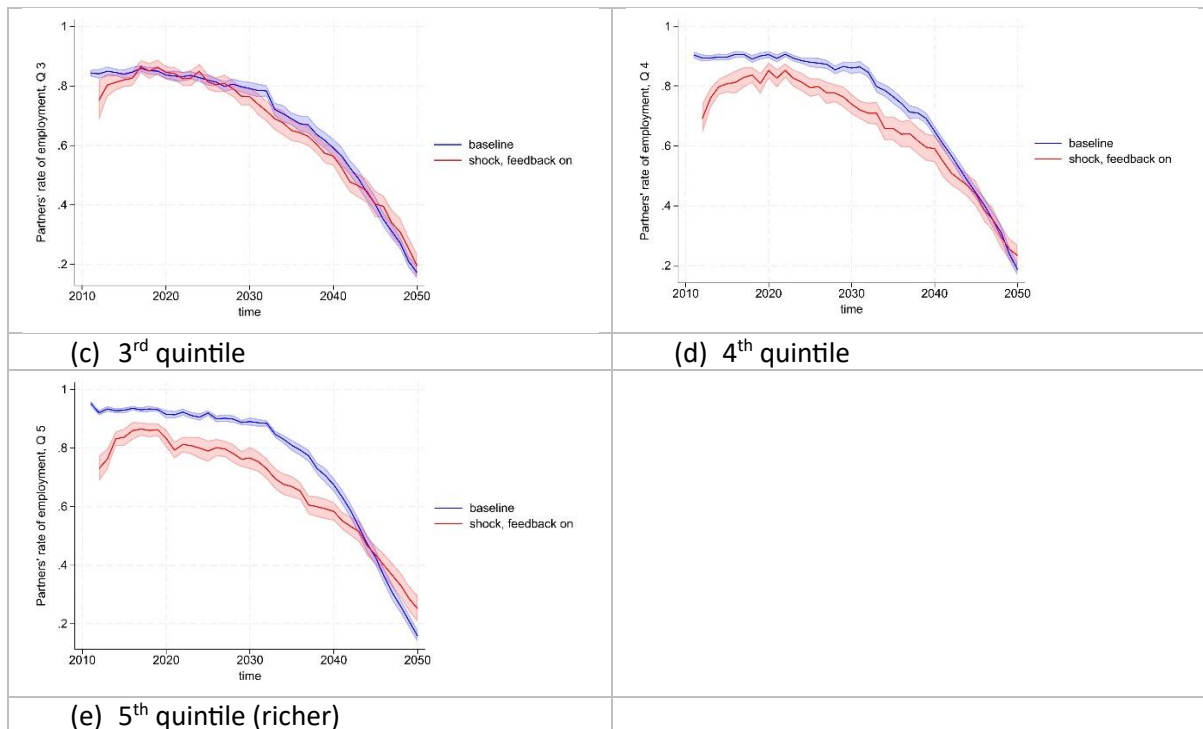 Partners' rate of employment, Q 3
1
.8
.6
.4
.2
2010 2020 2030 2040 2050
time
baseline
shock, feedback on
Partners' rate of employment, Q 4
1
.8
.6
.4
.2
2010 2020 2030 2040 2050
time
baseline
shock, feedback on
(c) 3rd quintile
(d) 4th quintile
Partners' rate of employment, Q 5
1
.8
.6
.4
.2
2010 2020 2030 2040 2050
time
baseline
shock, feedback on
(e) 5th quintile (richer)